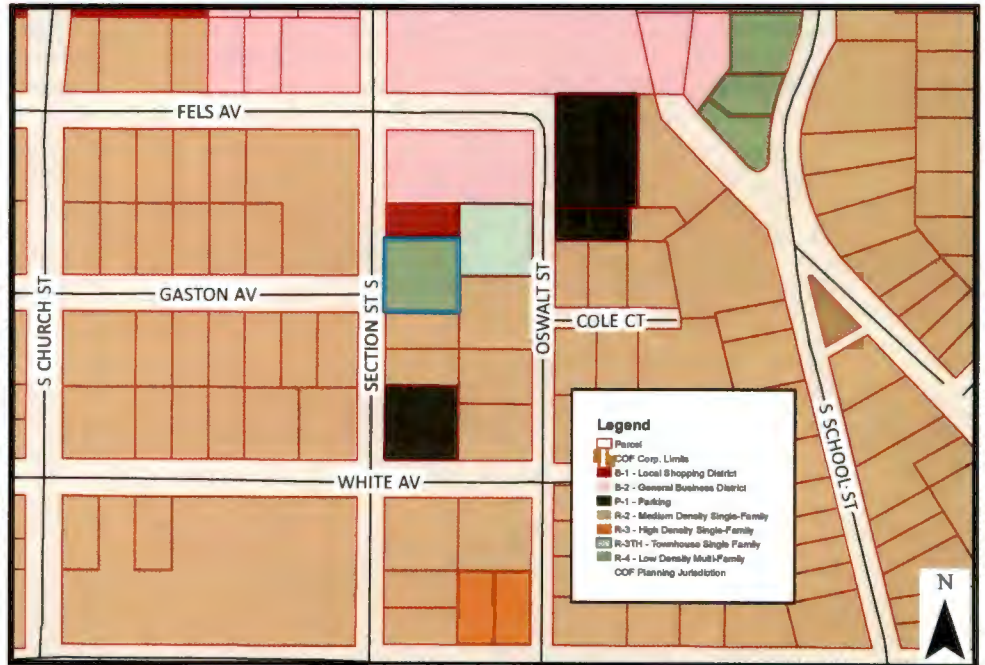 FELS AV
GASTON AV
S CHURCH ST
SECTION ST S
OSWALT ST
COLE CT
S SCHOOL ST
WHITE AV
Legend
Parcel
COF Corp. Limits
B-1 - Local Shopping District
B-2 - General Business District
P-1 - Parking
R-2 - Medium Density Single-Family
R-3 - High Density Single-Family
R-3TH - Townhouse Single Family
R-4 - Low Density Multi-Family
COF Planning Jurisdiction
N